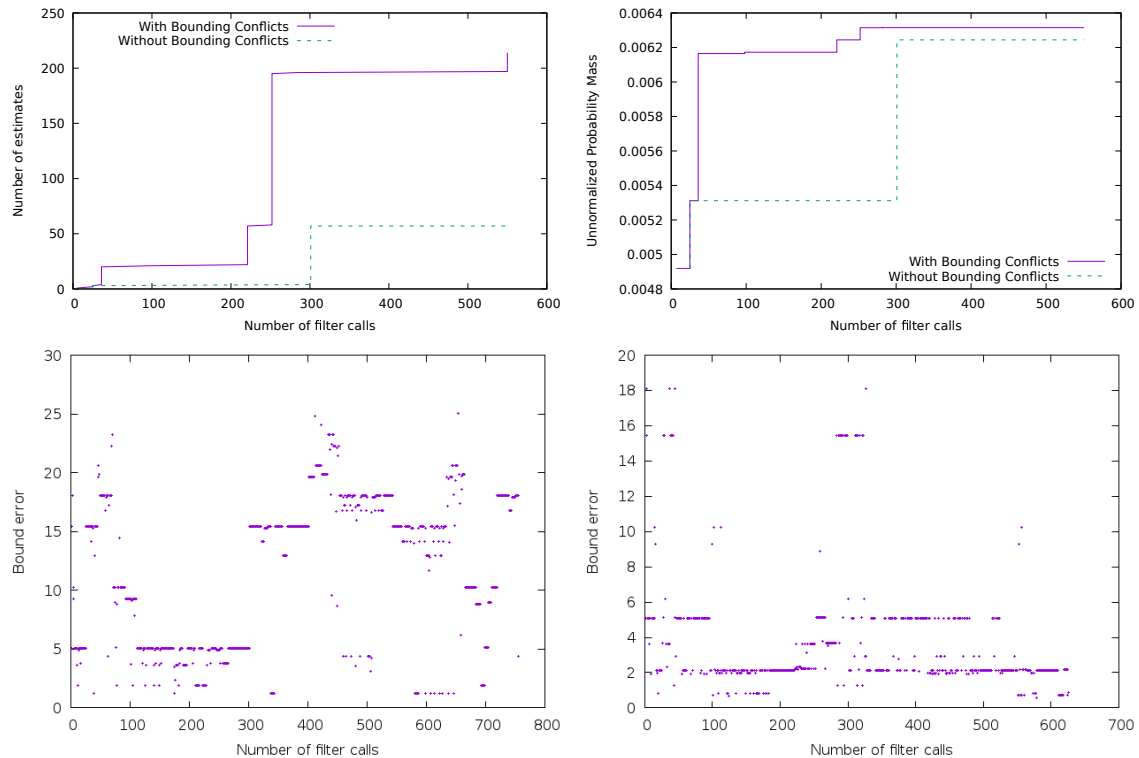 With Bounding Conflicts
Without Bounding Conflicts
Number of estimates
250
200
150
100
50
0
0 100 200 300 400 500 600
Number of filter calls
Unnormalized Probability Mass
0.0064
0.0062
0.006
0.0058
0.0056
0.0054
0.0052
0.005
0.0048
With Bounding Conflicts
Without Bounding Conflicts
0 100 200 300 400 500 600
Number of filter calls
Bound error
30
25
20
15
10
5
0
0 100 200 300 400 500 600 700 800
Number of filter calls
Bound error
20
18
16
14
12
10
8
6
4
2
0
0 100 200 300 400 500 600 700
Number of filter calls